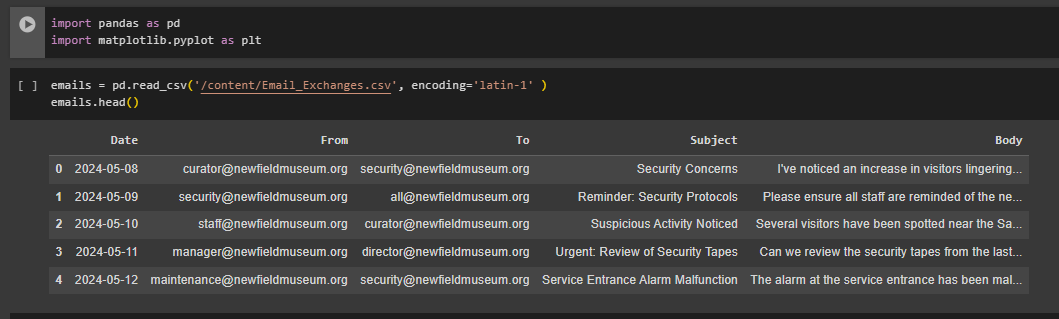 import pandas as pd
import matplotlib.pyplot as plt
[ ] emails = pd.read_csv('/content/Email_Exchanges.csv', encoding='latin-1' )
emails.head()
Date From To Subject Body
0 2024-05-08 curator@newfieldmuseum.org security@newfieldmuseum.org Security Concerns I've noticed an increase in visitors lingering...
1 2024-05-09 security@newfieldmuseum.org all@newfieldmuseum.org Reminder: Security Protocols Please ensure all staff are reminded of the ne...
2 2024-05-10 staff@newfieldmuseum.org curator@newfieldmuseum.org Suspicious Activity Noticed Several visitors have been spotted near the Sa...
3 2024-05-11 manager@newfieldmuseum.org director@newfieldmuseum.org Urgent: Review of Security Tapes Can we review the security tapes from the last...
4 2024-05-12 maintenance@newfieldmuseum.org security@newfieldmuseum.org Service Entrance Alarm Malfunction The alarm at the service entrance has been mal...